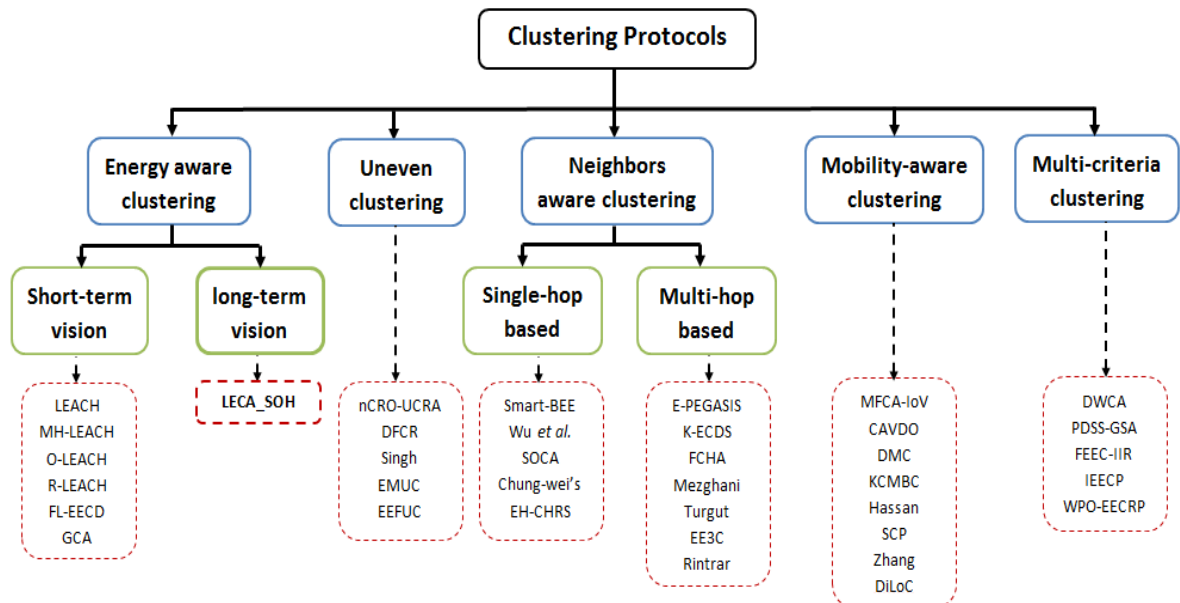 Clustering Protocols
Energy aware
clustering
Uneven
clustering
Neighbors
aware clustering
Mobility-aware
clustering
Multi-criteria
clustering
Short-term
vision
long-term
vision
Single-hop
based
Multi-hop
based
LEACH
MH-LEACH
O-LEACH
R-LEACH
FL-EECD
GCA
LECA_SOH
nCRO-UCRA
DFCR
Singh
EMUC
EEFUC
Smart-BEE
Wu et al.
SOCA
Chung-wei's
EH-CHRS
E-PEGASIS
K-ECDS
FCHA
Mezghani
Turgut
EE3C
Rintrar
MFCA-IoV
CAVDO
DMC
KCMBC
Hassan
SCP
Zhang
DiLoC
DWCA
PDSS-GSA
FEEC-IIR
IEECP
WPO-EECRP